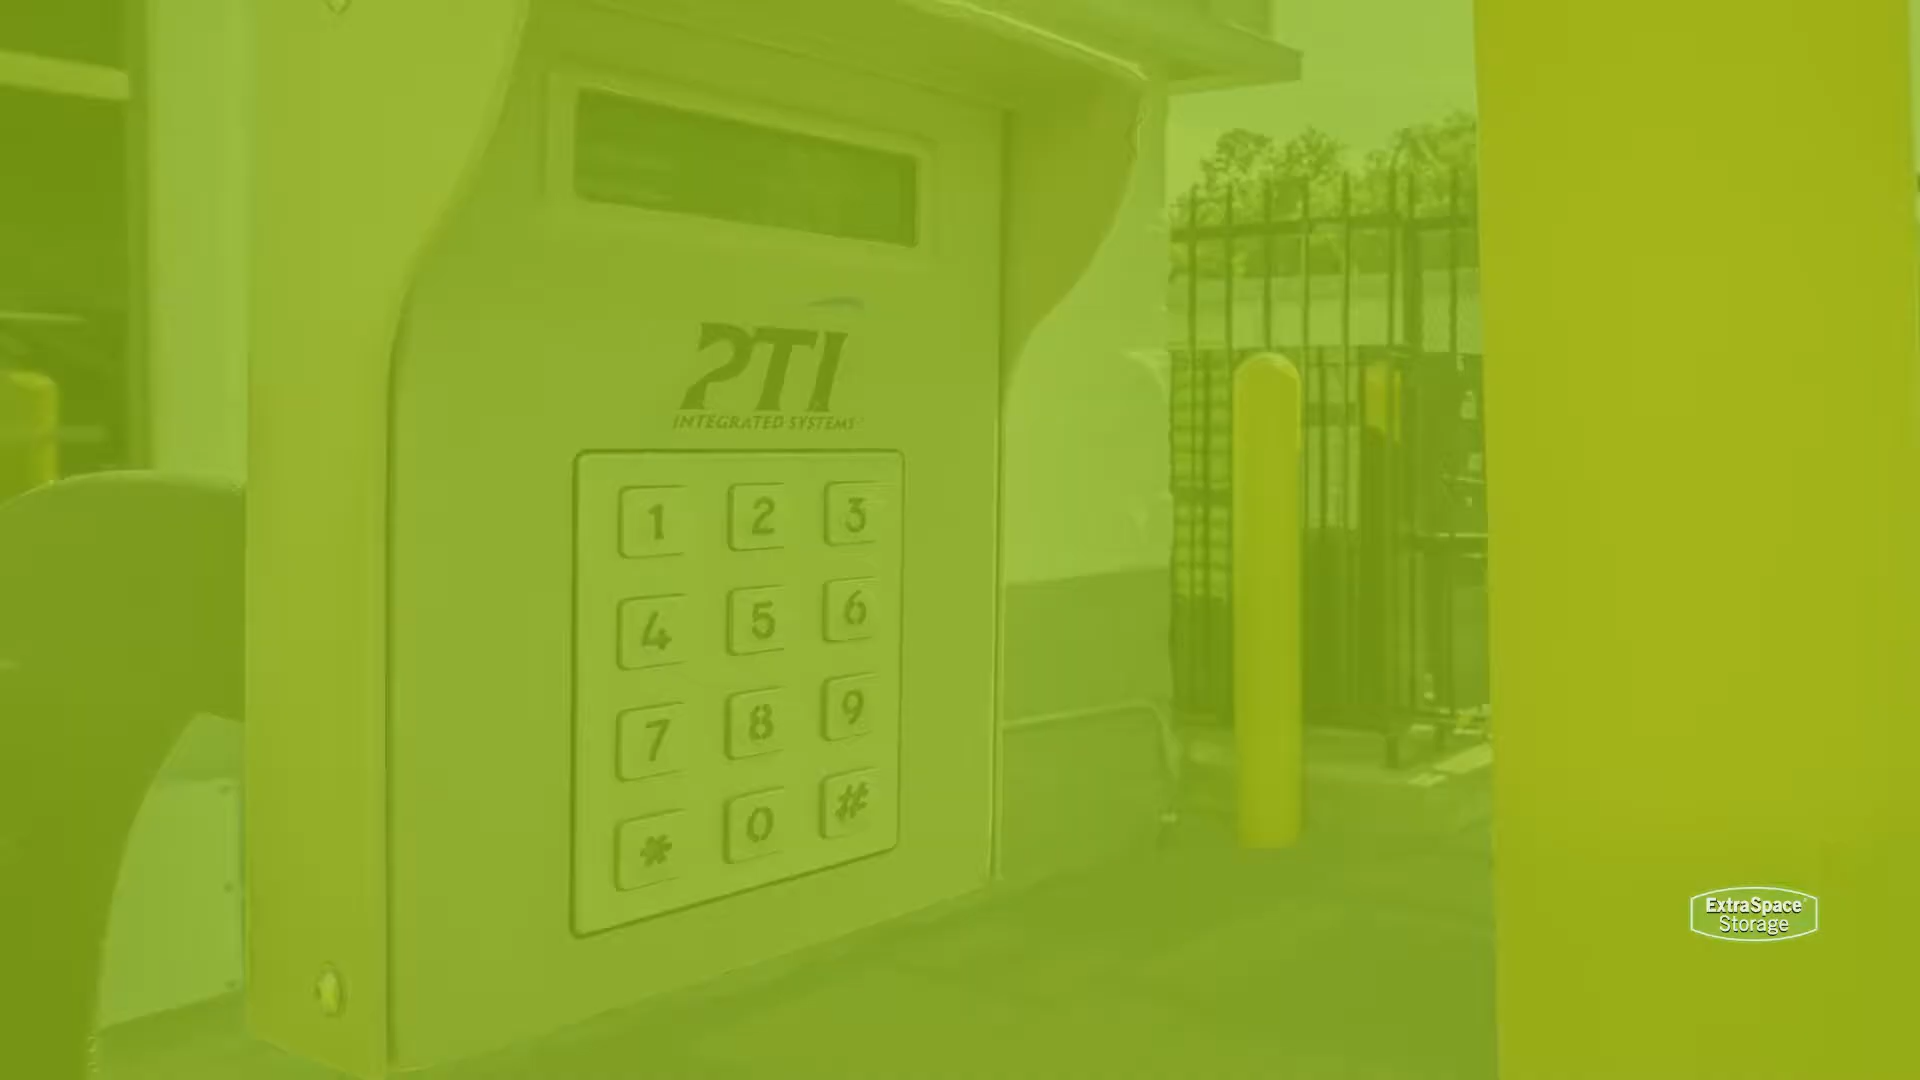 PTI
INTEGRATED SYSTEMS
1 2 3
4 5 6
7 8 9
* 0 #
ExtraSpace
Storage